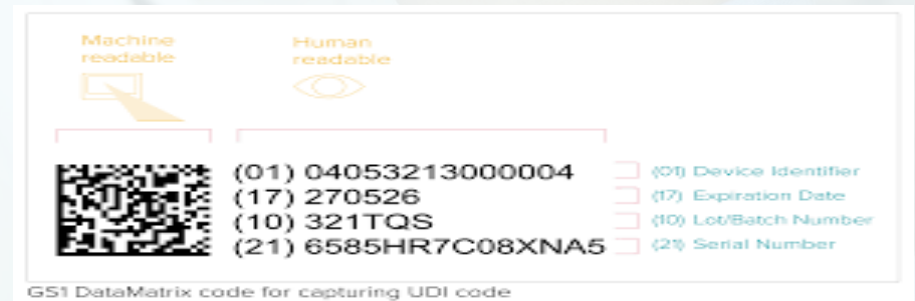 Machine readable
Human readable
(01) 04053213000004
(01) Device Identifier
(17) 270526
(17) Expiration Date
(10) 321TQS
(10) Lot/Batch Number
(21) 6585HR7C08XNA5
(21) Serial Number
GS1 DataMatrix code for capturing UDI code